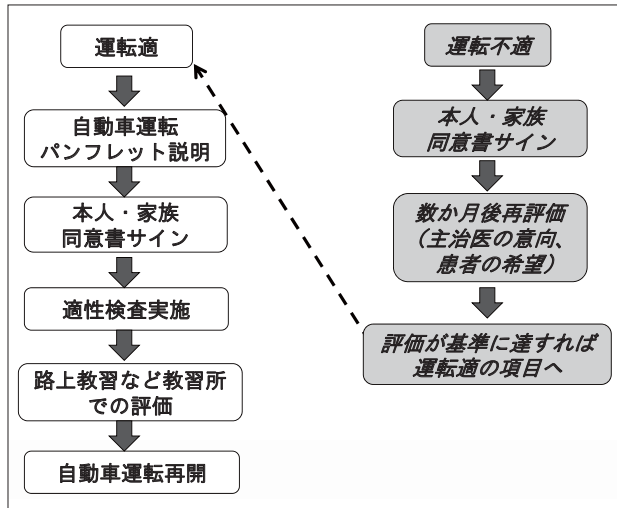 運転適
自動車運転
パンフレット説明
本人・家族
同意書サイン
適性検査実施
路上教習など教習所
での評価
自動車運転再開
運転不適
本人・家族
同意書サイン
数か月後再評価
（主治医の意向、
患者の希望）
評価が基準に達すれば
運転適の項目へ